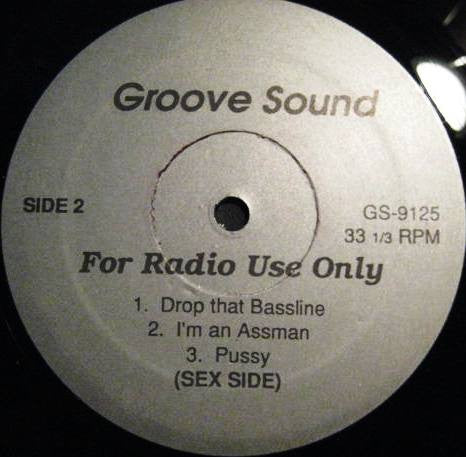 Groove Sound
SIDE 2
GS-9125
33 1/3 RPM
For Radio Use Only
1. Drop that Bassline
2. I'm an Assman
3. Pussy
(SEX SIDE)